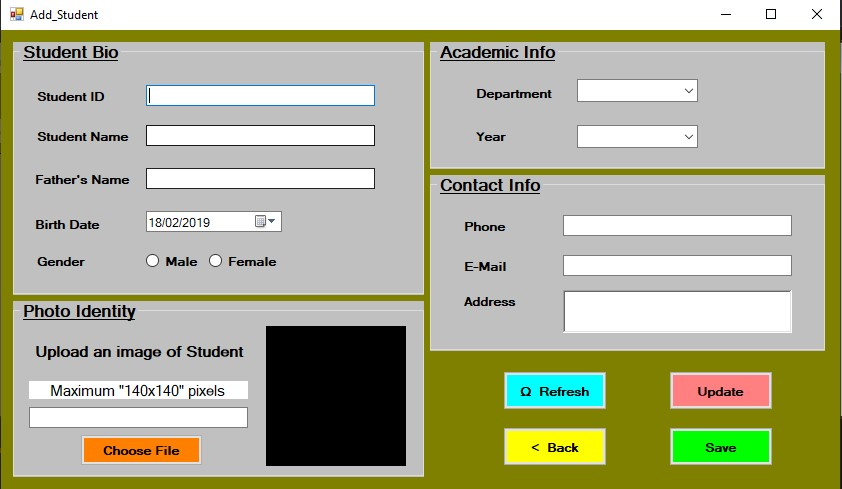 Add_Student
Student Bio
Student ID
Student Name
Father's Name
Birth Date
18/02/2019
Gender
Male
Female
Photo Identity
Upload an image of Student
Maximum "140x140" pixels
Choose File
Academic Info
Department
Year
Contact Info
Phone
E-Mail
Address
Ω Refresh
Update
< Back
Save